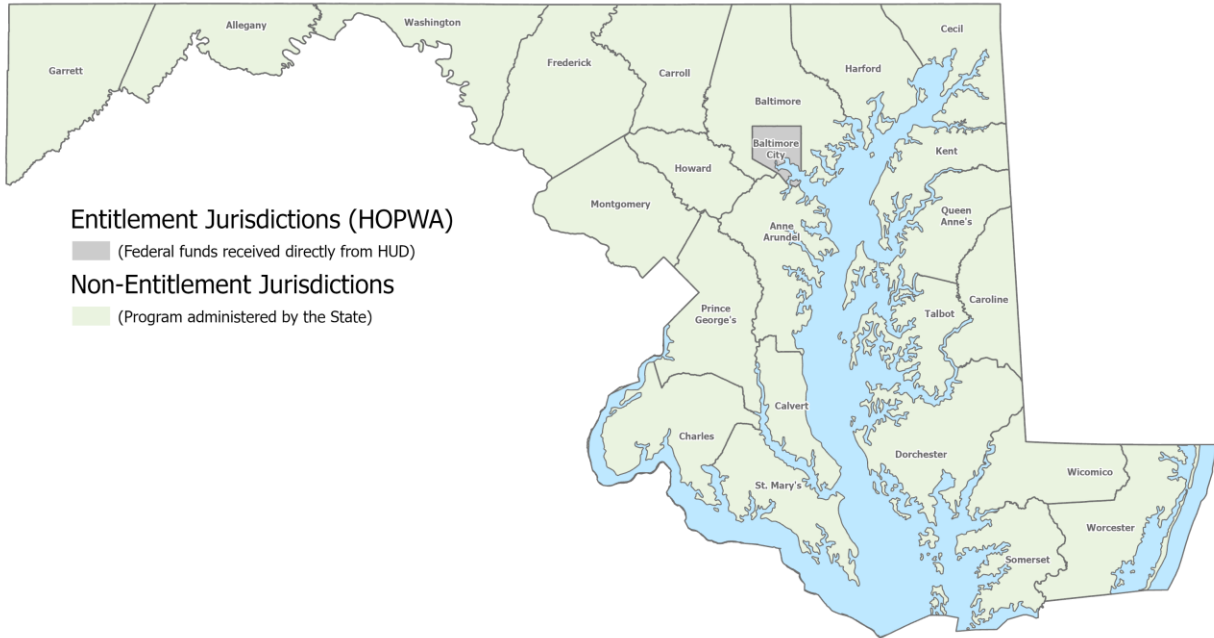 Garrett
Allegany
Washington
Frederick
Carroll
Baltimore
Harford
Cecil
Baltimore
City
Howard
Kent
Montgomery
Queen
Anne's
Anne
Arundel
Entitlement Jurisdictions (HOPWA)
(Federal funds received directly from HUD)
Non-Entitlement Jurisdictions
(Program administered by the State)
Prince
George's
Talbot
Caroline
Calvert
Charles
Dorchester
St. Mary's
Wicomico
Worcester
Somerset